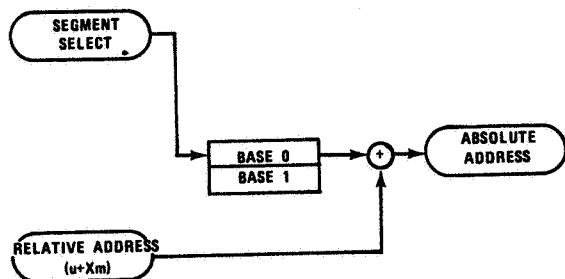 SEGMENT
SELECT
BASE 0
BASE 1
+
ABSOLUTE
ADDRESS
RELATIVE ADDRESS
(u+Xm)